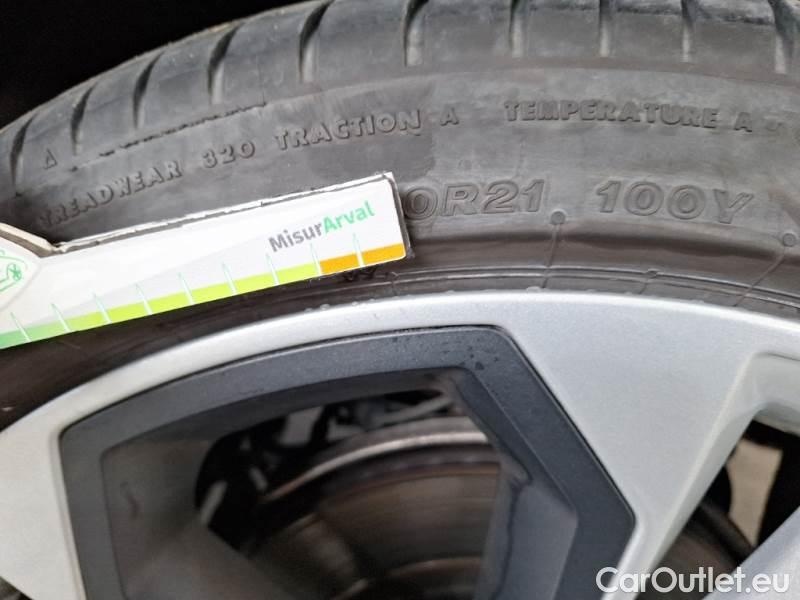 TREADWEAR 320 TRACTION A TEMPERATURE A
0R21 100Y
MisurArval
CarOutlet.eu